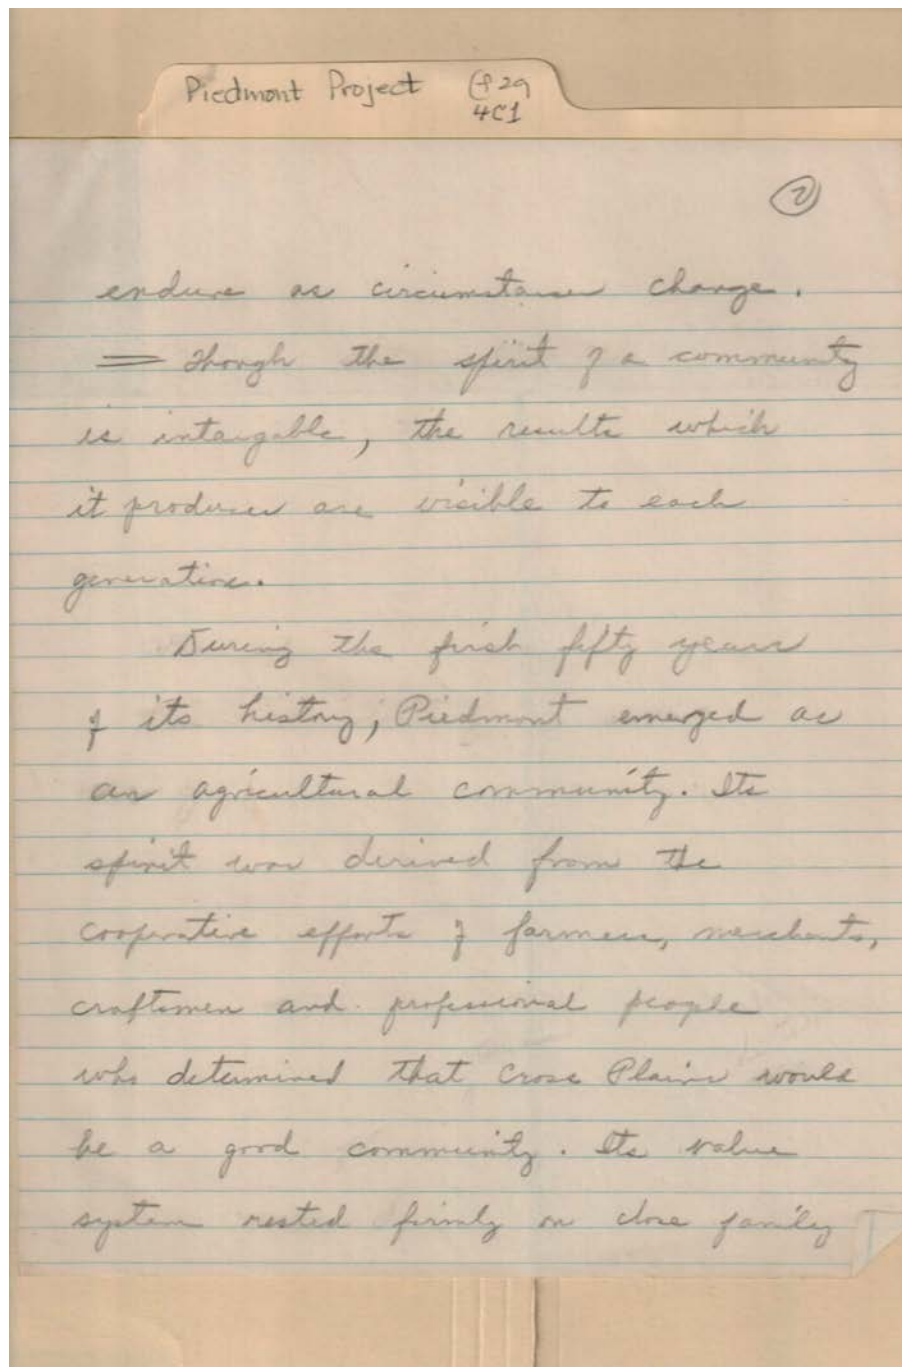 Piedmont Project f29
4C1
2
endure as circumstances change.
= Though the spirit of a community
is intangible, the results which
it produces are visible to each
generation.
During the first fifty years
of its history, Piedmont emerged as
an agricultural community. Its
spirit was derived from the
cooperative efforts of farmers, merchants,
craftsmen and professional people
who determined that Cross Plains would
be a good community. Its value
system rested firmly on close family